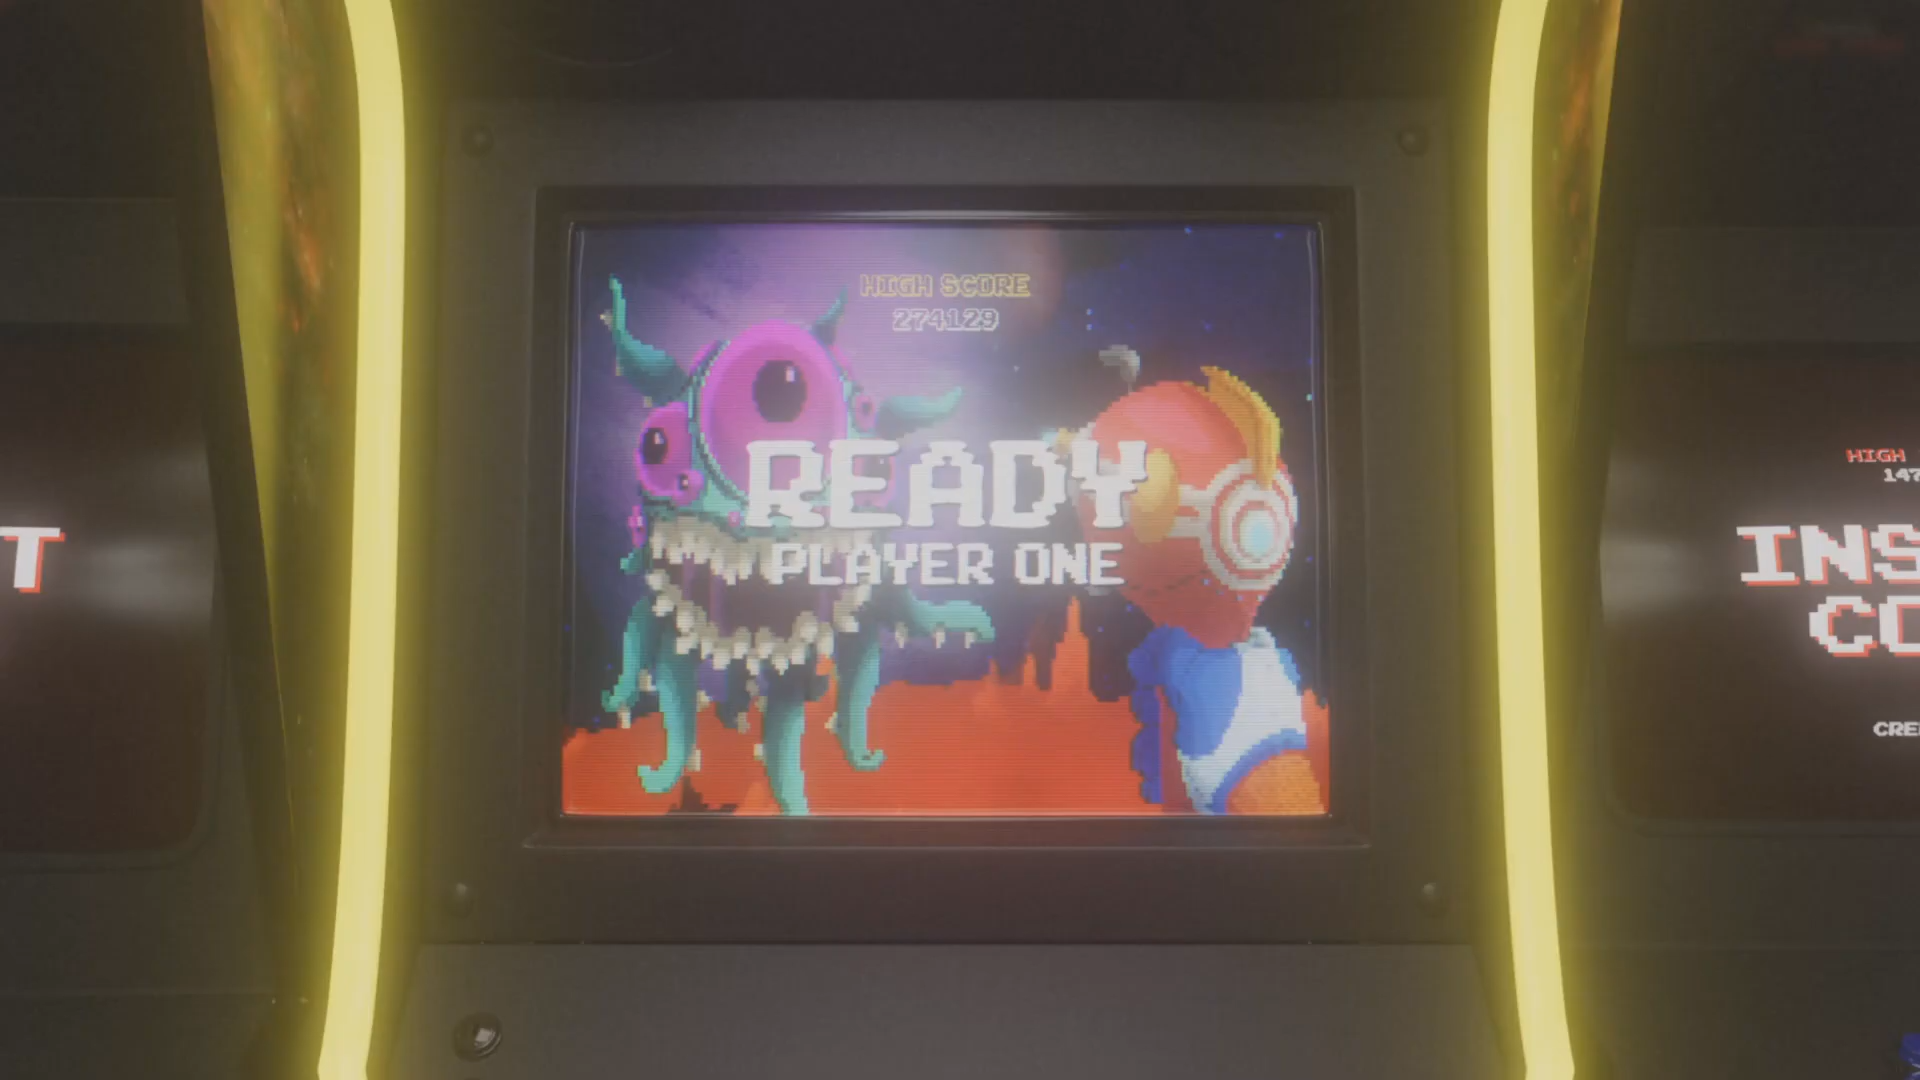 HIGH SCORE
274129
READY
PLAYER ONE
T
HIGH
147
INS
CO
CRE